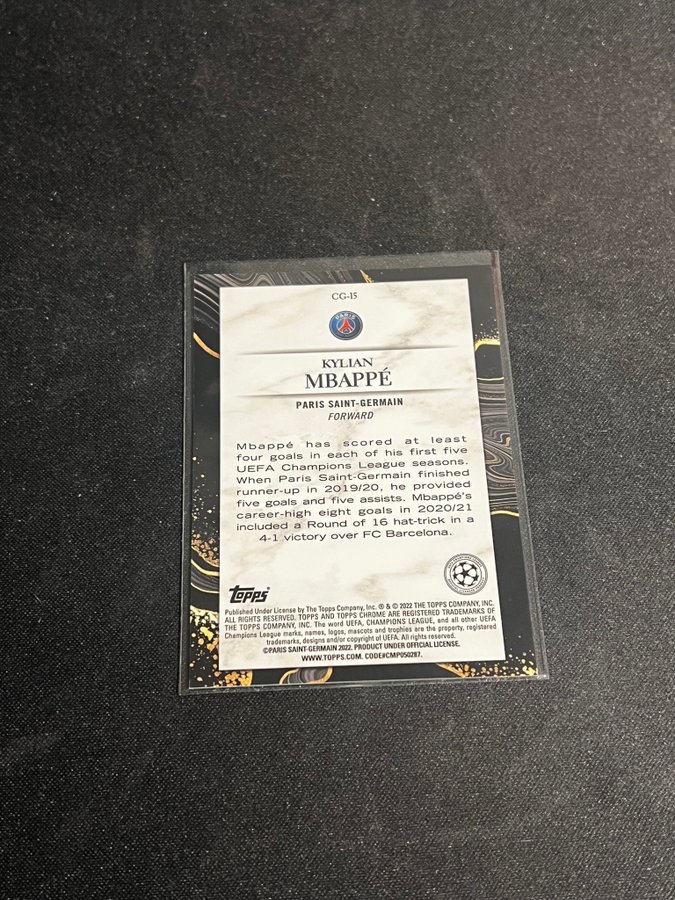 CG-15
PARIS
KYLIAN
MBAPPÉ
PARIS SAINT-GERMAIN
FORWARD
Mbappé has scored at least
four goals in each of his first five
UEFA Champions League seasons.
When Paris Saint-Germain finished
runner-up in 2019/20, he provided
five goals and five assists. Mbappé's
career-high eight goals in 2020/21
included a Round of 16 hat-trick in a
4-1 victory over FC Barcelona.
Topps
Published Under License by The Topps Company, Inc. ® & © 2022 THE TOPPS COMPANY, INC.
ALL RIGHTS RESERVED. TOPPS AND TOPPS CHROME ARE REGISTERED TRADEMARKS OF
THE TOPPS COMPANY, INC. The word UEFA, CHAMPIONS LEAGUE, and all other UEFA
Champions League marks, names, logos, mascots and trophies are the property, registered
trademarks, designs and/or copyright of UEFA. All rights reserved.
©PARIS SAINT-GERMAIN 2022. PRODUCT UNDER OFFICIAL LICENSE.
WWW.TOPPS.COM. CODE#CMP050287.